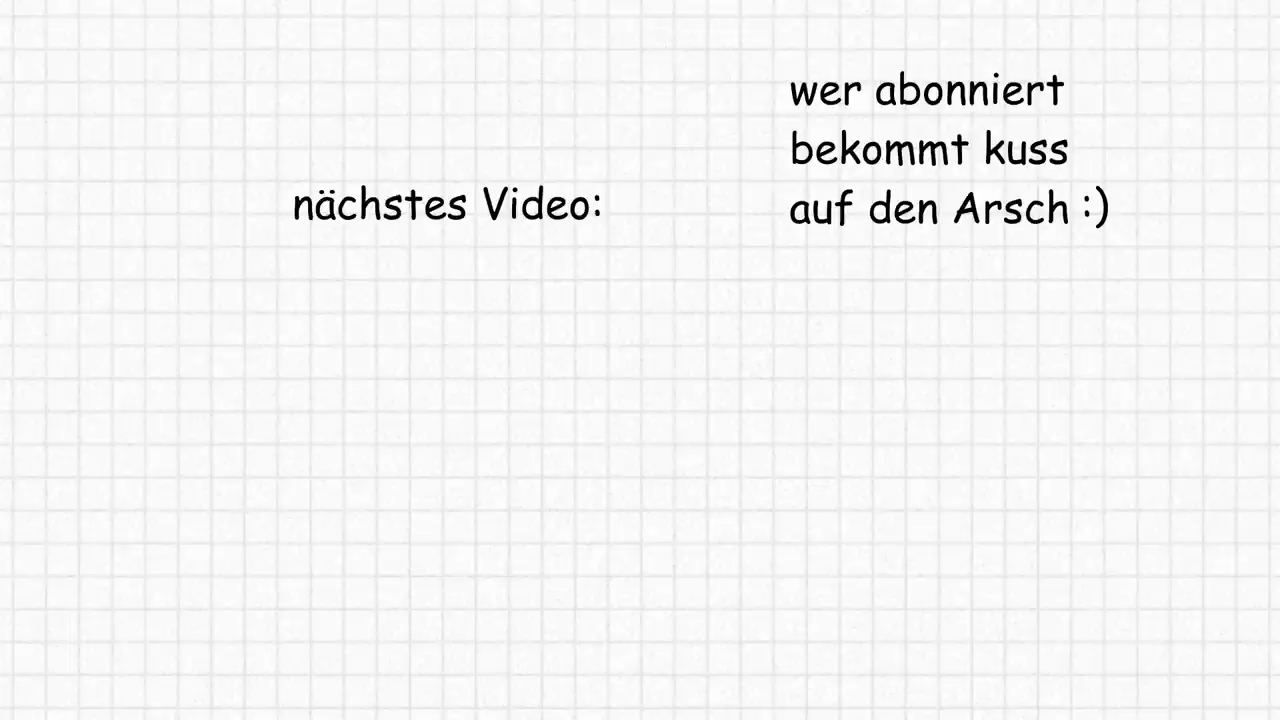 nächstes Video:
wer abonniert
bekommt kuss
auf den Arsch :)